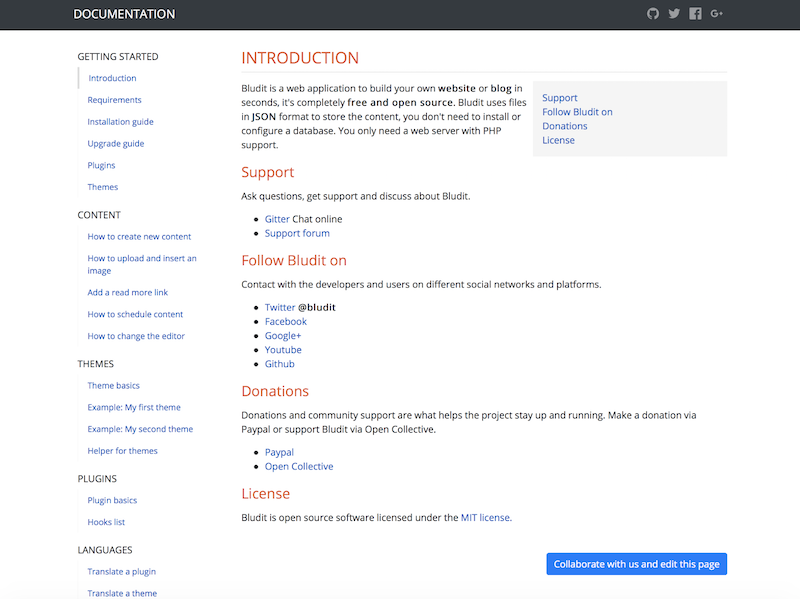 DOCUMENTATION
GETTING STARTED
Introduction
Requirements
Installation guide
Upgrade guide
Plugins
Themes
CONTENT
How to create new content
How to upload and insert an
image
Add a read more link
How to schedule content
How to change the editor
THEMES
Theme basics
Example: My first theme
Example: My second theme
Helper for themes
PLUGINS
Plugin basics
Hooks list
LANGUAGES
Translate a plugin
Translate a theme
INTRODUCTION
Bludit is a web application to build your own website or blog in
seconds, it's completely free and open source. Bludit uses files
in JSON format to store the content, you don't need to install or
configure a database. You only need a web server with PHP
support.
Support
Follow Bludit on
Donations
License
Support
Ask questions, get support and discuss about Bludit.
Gitter Chat online
Support forum
Follow Bludit on
Contact with the developers and users on different social networks and platforms.
Twitter @bludit
Facebook
Google+
Youtube
Github
Donations
Donations and community support are what helps the project stay up and running. Make a donation via
Paypal or support Bludit via Open Collective.
Paypal
Open Collective
License
Bludit is open source software licensed under the MIT license.
Collaborate with us and edit this page